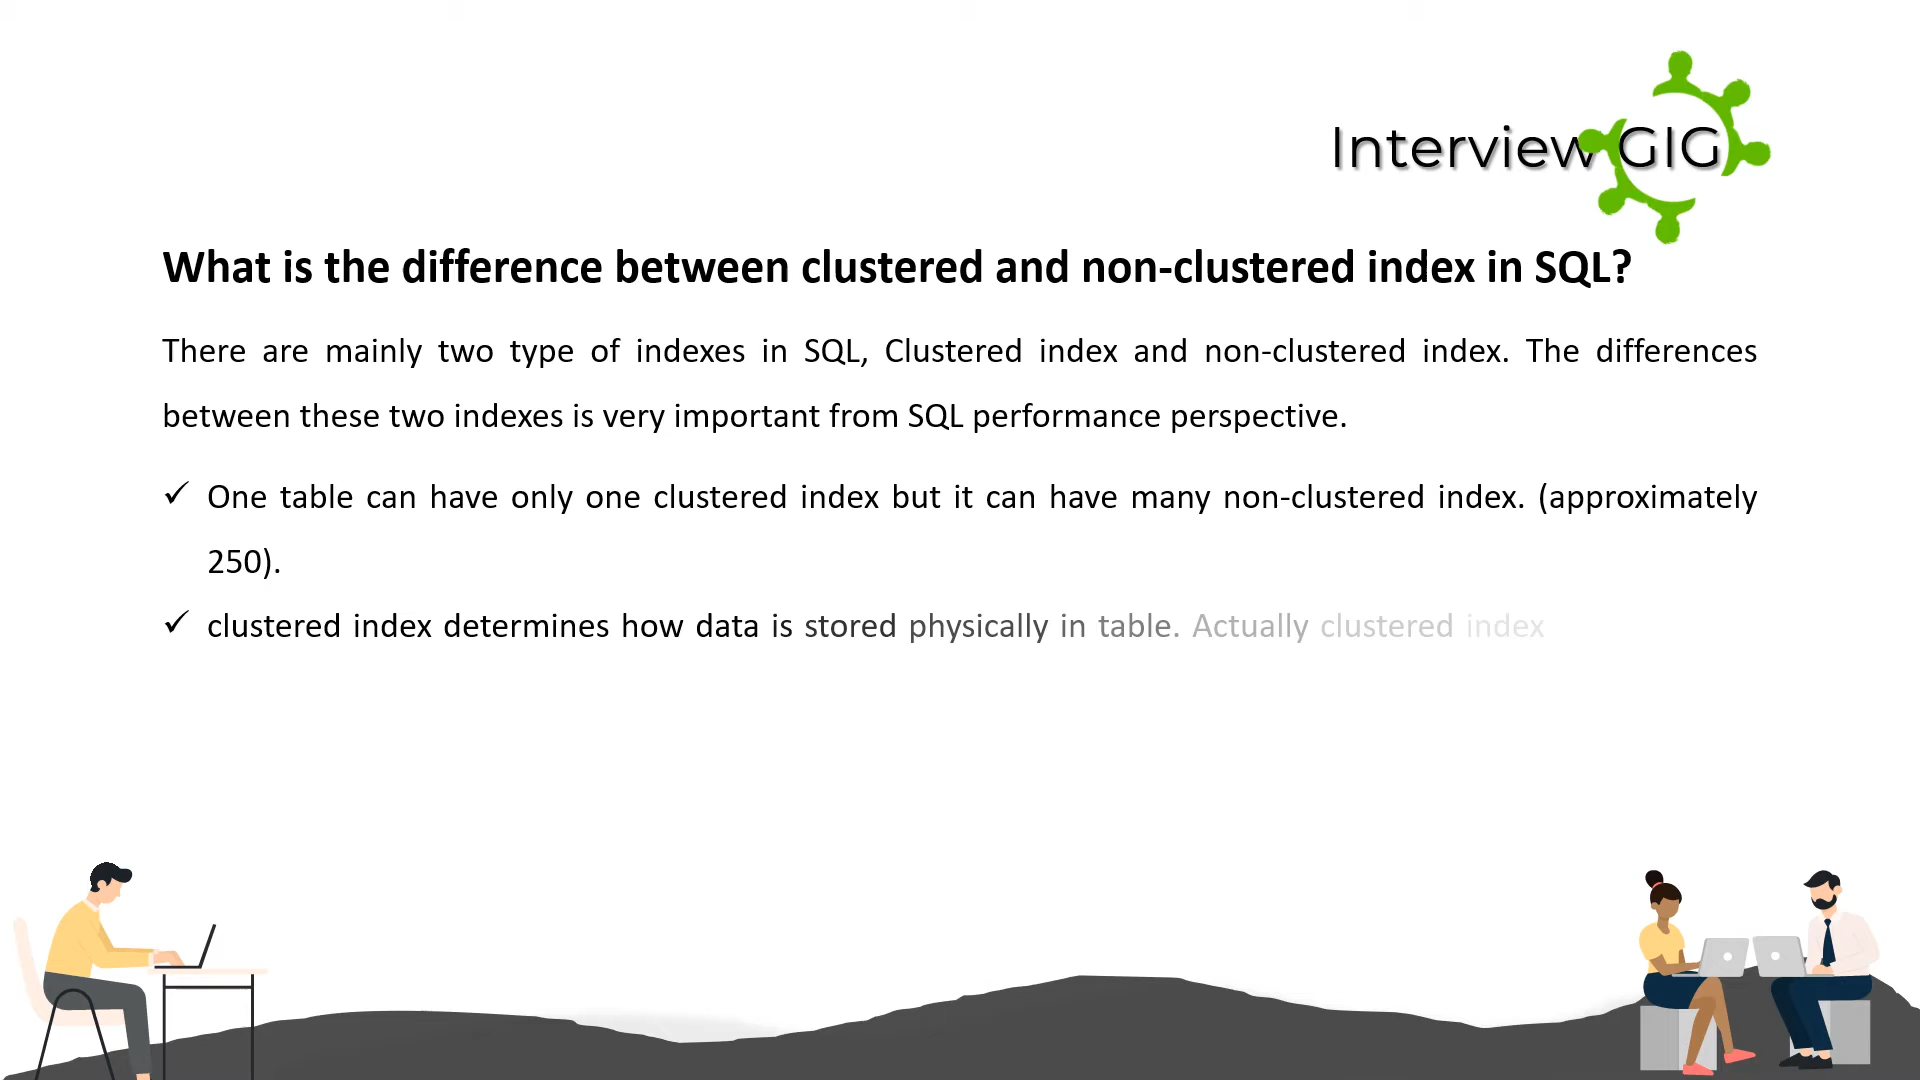 Interview GIG
What is the difference between clustered and non-clustered index in SQL?
There are mainly two type of indexes in SQL, Clustered index and non-clustered index. The differences
between these two indexes is very important from SQL performance perspective.
✓ One table can have only one clustered index but it can have many non-clustered index. (approximately
250).
✓ clustered index determines how data is stored physically in table. Actually clustered index